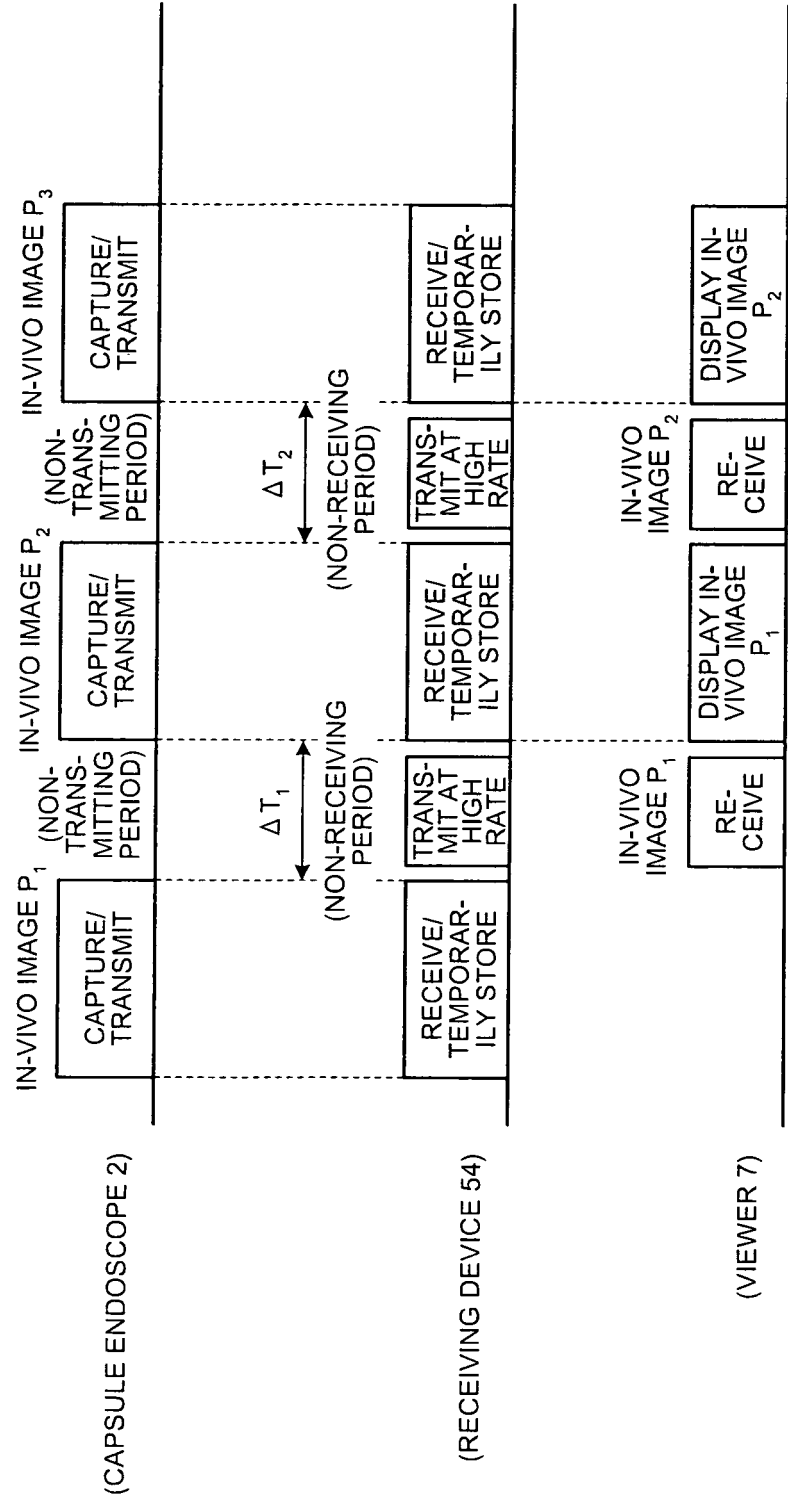 IN-VIVO IMAGE P1
(NON-
TRANS-
MITTING
PERIOD)
IN-VIVO IMAGE P2
(NON-
TRANS-
MITTING
PERIOD)
IN-VIVO IMAGE P3
(CAPSULE ENDOSCOPE 2)
CAPTURE/
TRANSMIT
CAPTURE/
TRANSMIT
CAPTURE/
TRANSMIT
ΔT1
(NON-RECEIVING
PERIOD)
ΔT2
(NON-RECEIVING
PERIOD)
(RECEIVING DEVICE 54)
RECEIVE/
TEMPORAR-
ILY STORE
TRANS-
MIT AT
HIGH
RATE
RECEIVE/
TEMPORAR-
ILY STORE
TRANS-
MIT AT
HIGH
RATE
RECEIVE/
TEMPORAR-
ILY STORE
(VIEWER 7)
IN-VIVO
IMAGE P1
RE-
CEIVE
DISPLAY IN-
VIVO IMAGE
P1
IN-VIVO
IMAGE P2
RE-
CEIVE
DISPLAY IN-
VIVO IMAGE
P2